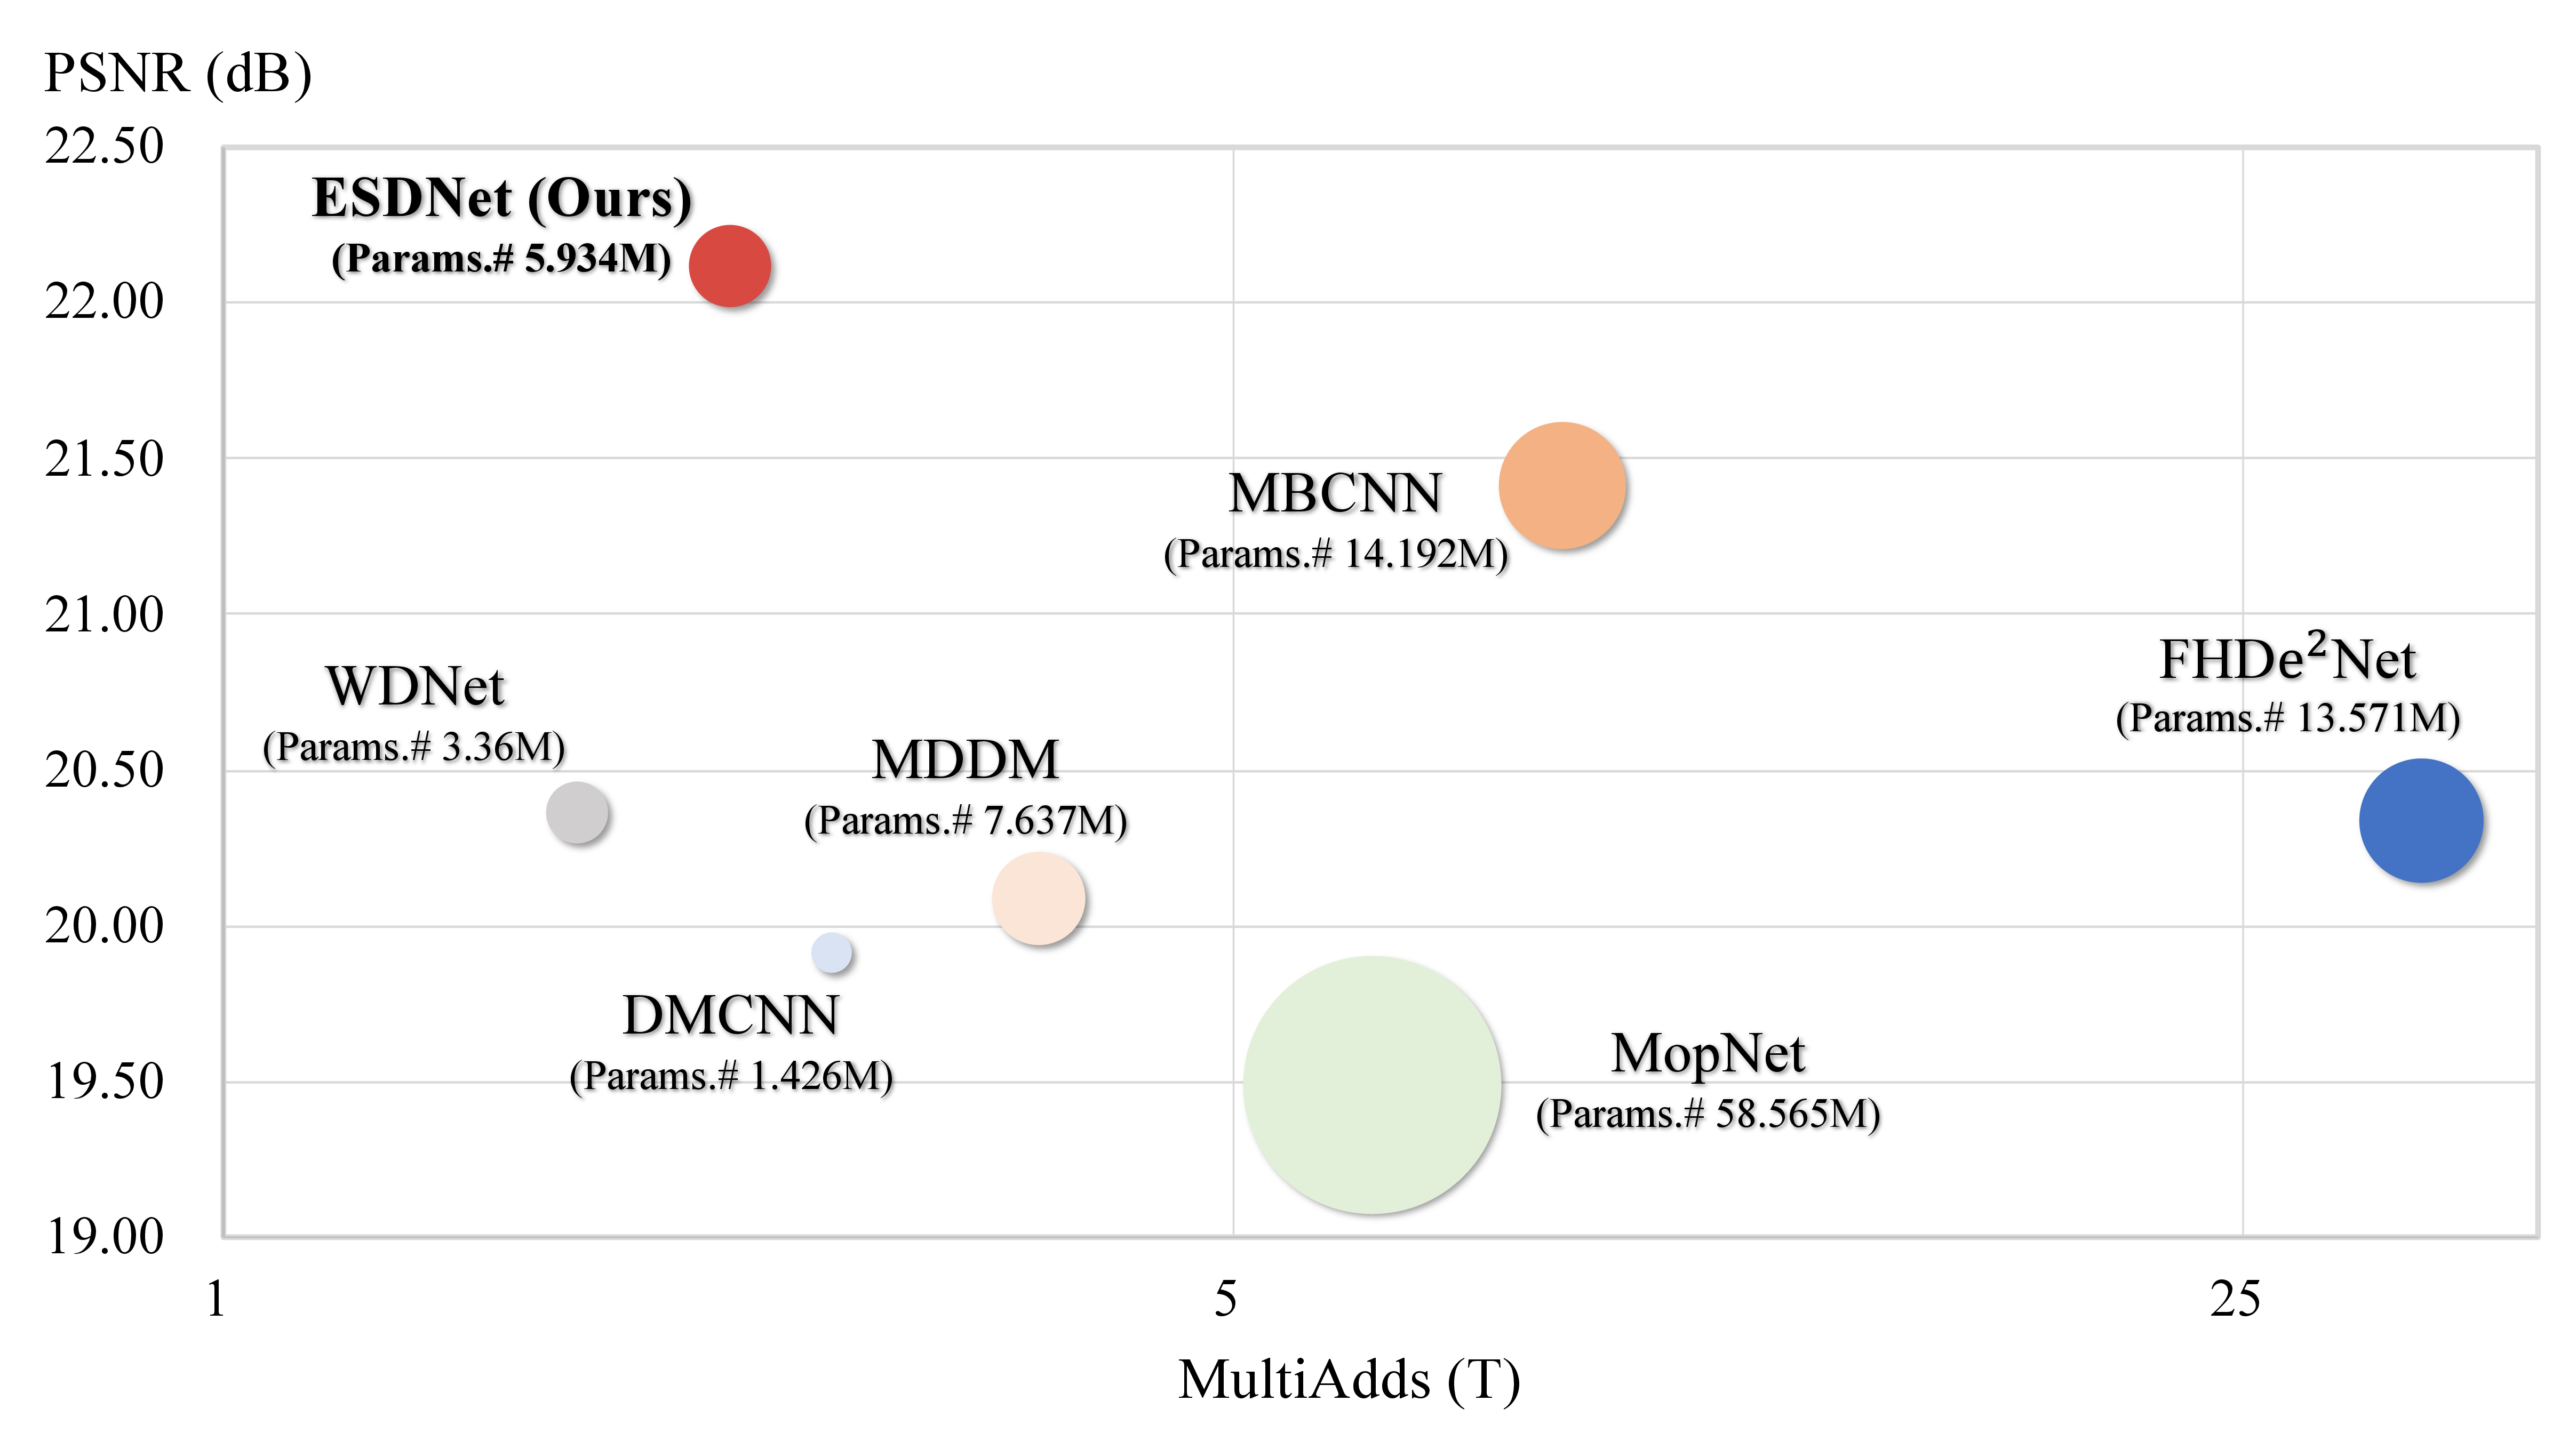 PSNR (dB)
22.50
22.00
21.50
21.00
20.50
20.00
19.50
19.00
ESDNet (Ours)
(Params.# 5.934M)
MBCNN
(Params.# 14.192M)
FHDe²Net
(Params.# 13.571M)
WDNet
(Params.# 3.36M)
MDDM
(Params.# 7.637M)
DMCNN
(Params.# 1.426M)
MopNet
(Params.# 58.565M)
1
5
25
MultiAdds (T)